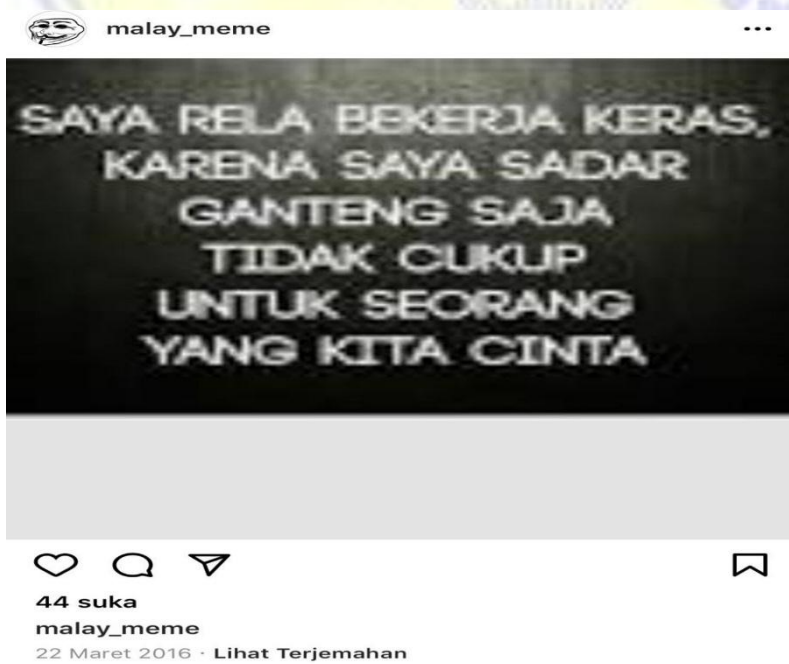 malay_meme
SAYA RELA BEKERJA KERAS,
KARENA SAYA SADAR
GANTENG SAJA
TIDAK CUKUP
UNTUK SEORANG
YANG KITA CINTA
44 suka
malay_meme
22 Maret 2016 · Lihat Terjemahan